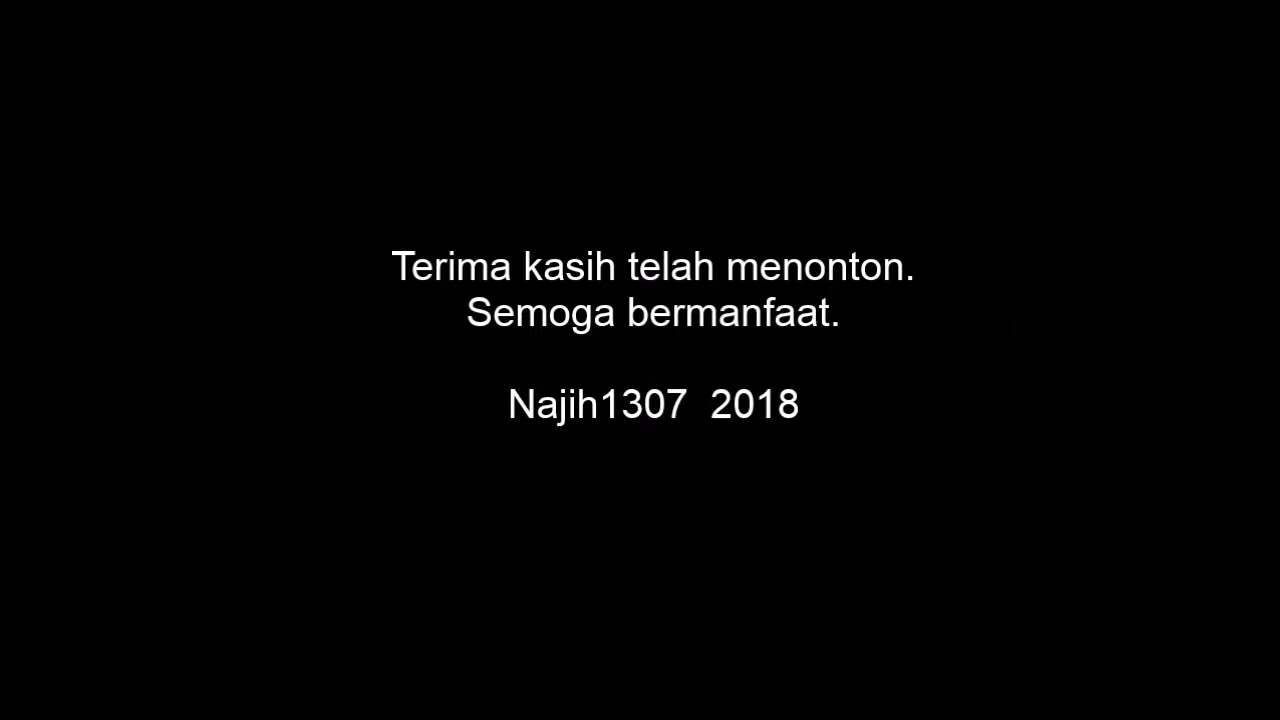 Terima kasih telah menonton.
Semoga bermanfaat.
Najih1307  2018